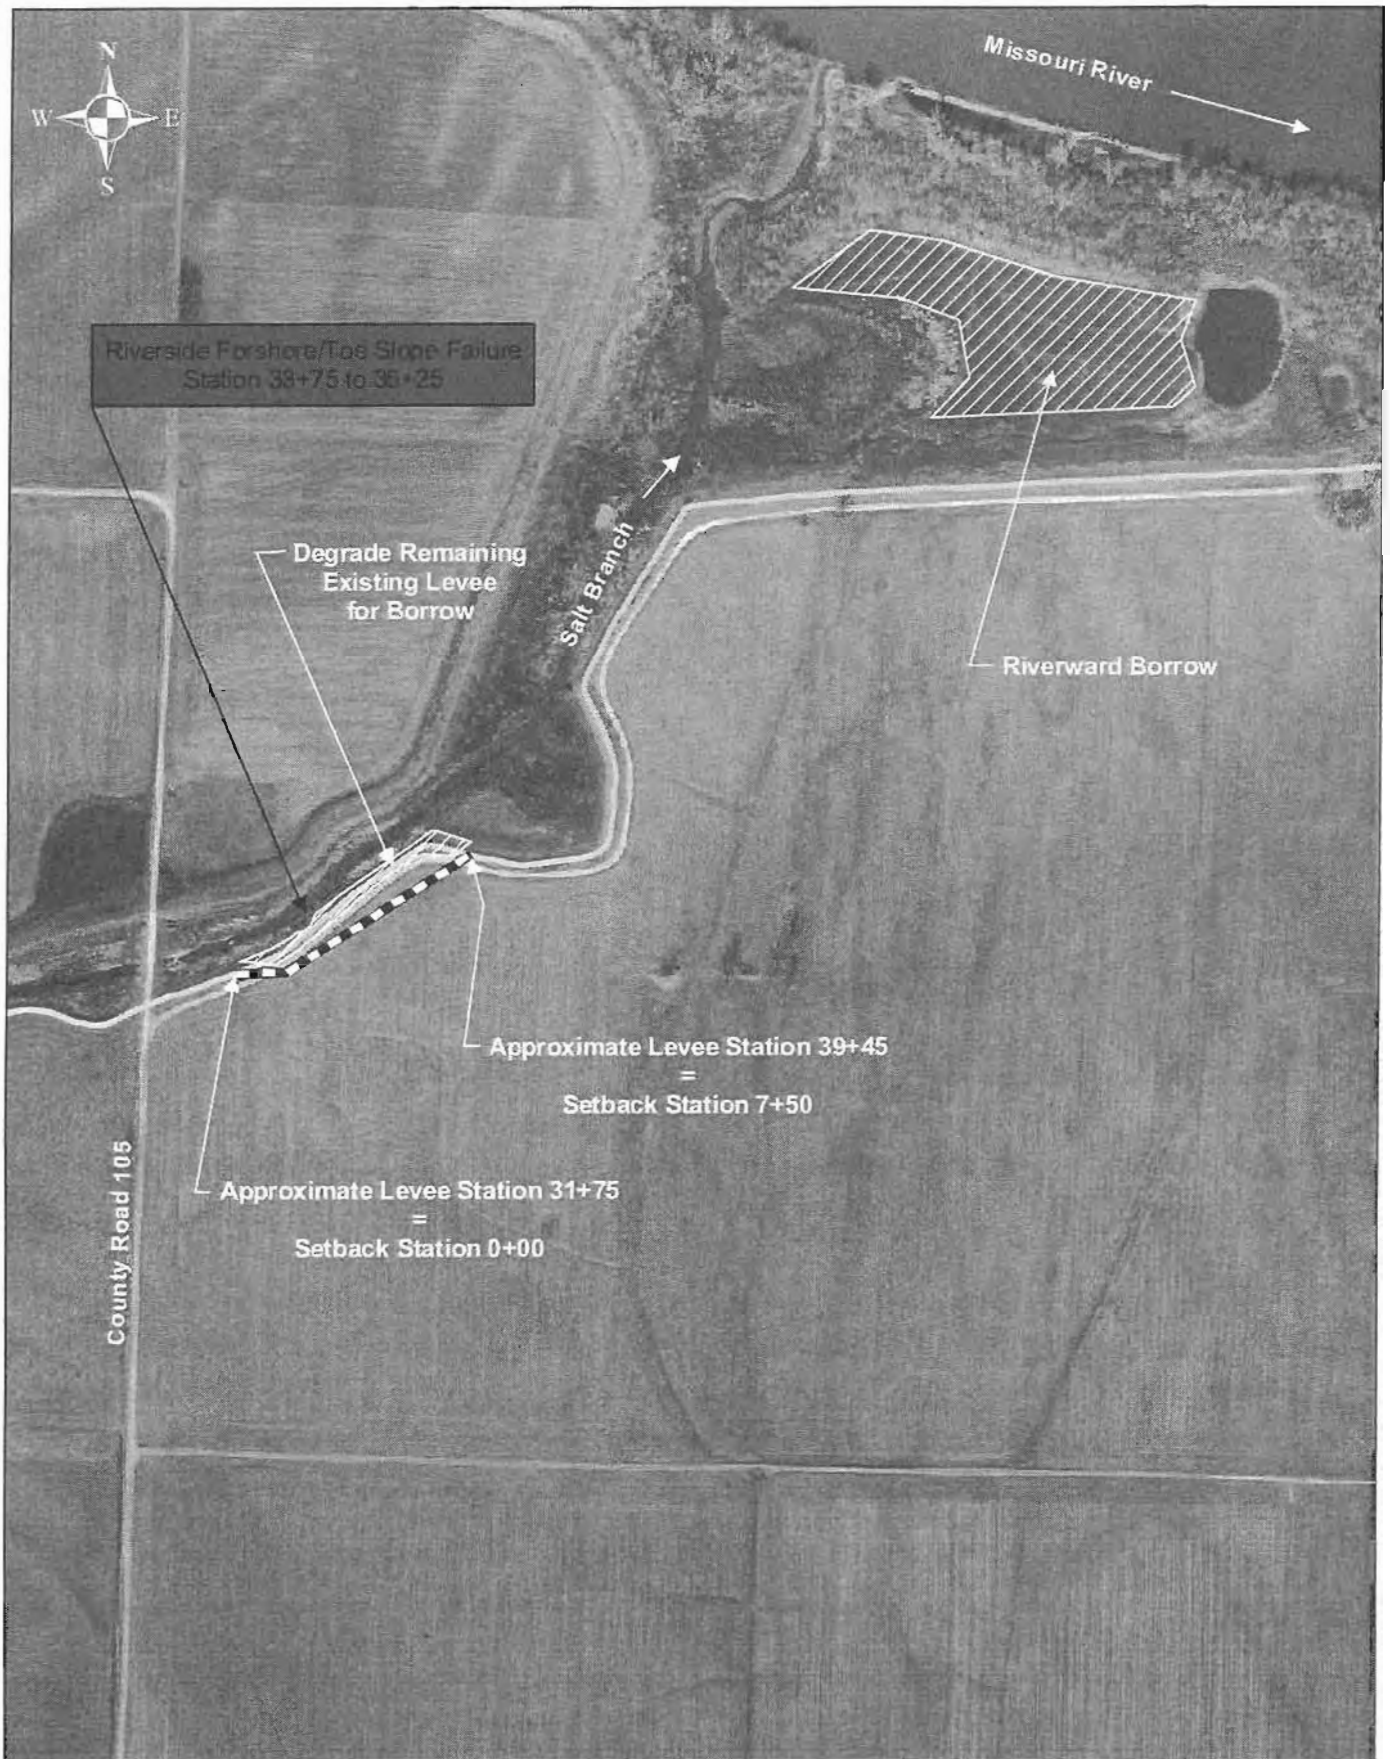 N
W E
S
Missouri River
Riverside Forshore/Toe Slope Failure
Station 33+75 to 35+25
Degrade Remaining
Existing Levee
for Borrow
Salt Branch
Riverward Borrow
Approximate Levee Station 39+45
=
Setback Station 7+50
Approximate Levee Station 31+75
=
Setback Station 0+00
County Road 105